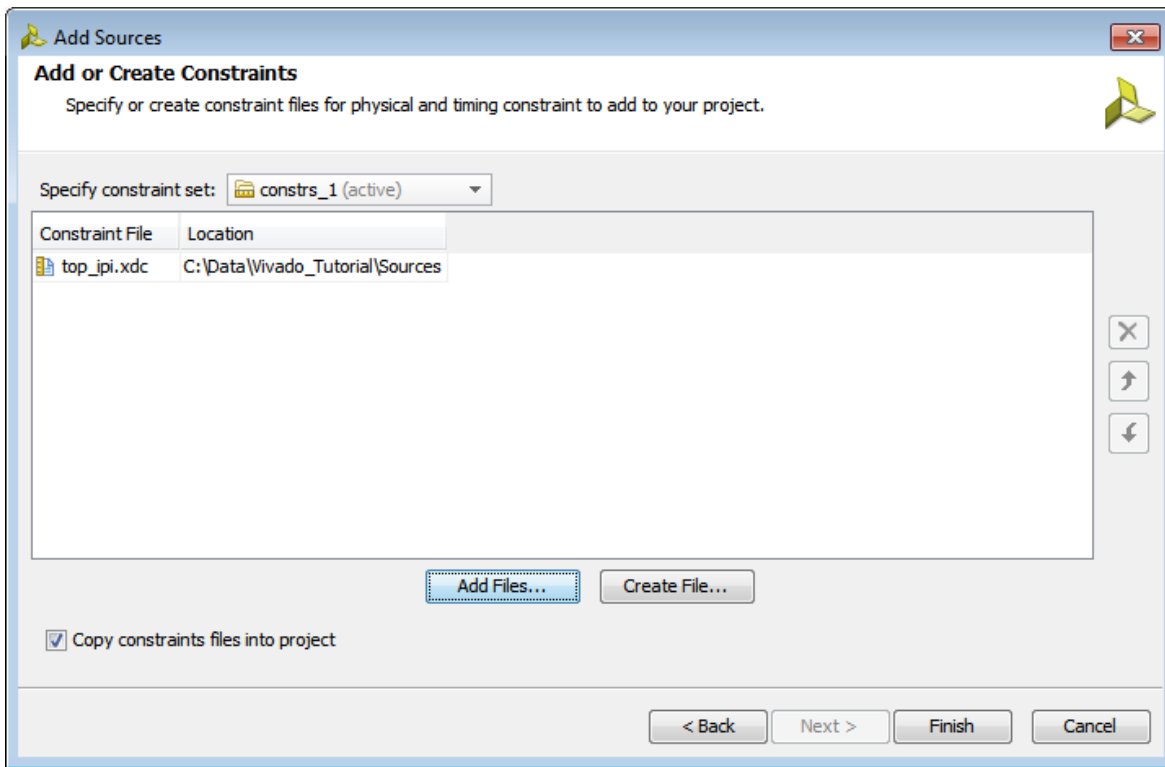 Add Sources
Add or Create Constraints
Specify or create constraint files for physical and timing constraint to add to your project.
Specify constraint set: constrs_1 (active)
Constraint File Location
top_ipi.xdc C:\Data\Vivado_Tutorial\Sources
Add Files... Create File...
Copy constraints files into project
< Back Next > Finish Cancel